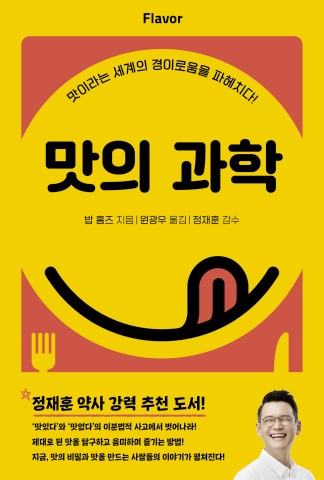 Flavor
맛이라는 세계의 경이로움을 파헤치다!
맛의 과학
밥 홈즈 지음 | 원광우 옮김 | 정재훈 감수
정재훈 약사 강력 추천 도서!
'맛있다'와 '맛없다'의 이분법적 사고에서 벗어나라!
제대로 된 맛을 탐구하고 음미하며 즐기는 방법!
지금, 맛의 비밀과 맛을 만드는 사람들의 이야기가 펼쳐진다!